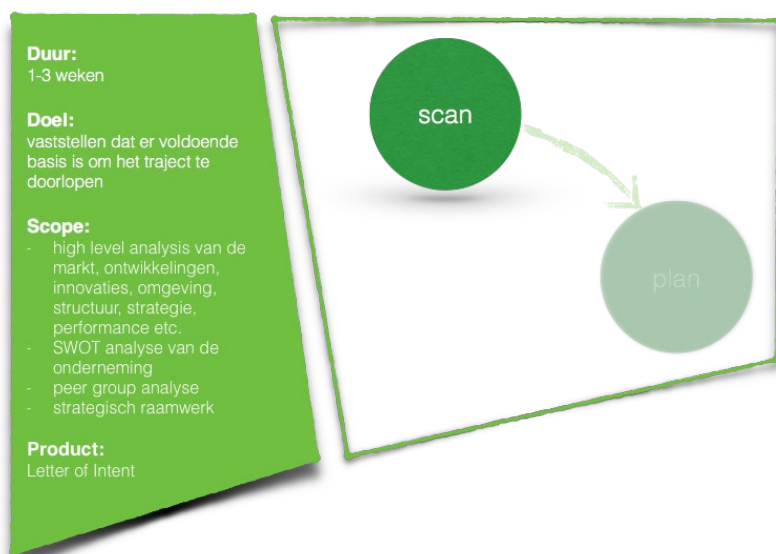 Duur:
1-3 weken
Doel:
vaststellen dat er voldoende
basis is om het traject te
doorlopen
Scope:
- high level analysis van de
markt, ontwikkelingen,
innovaties, omgeving,
structuur, strategie,
performance etc.
- SWOT analyse van de
onderneming
- peer group analyse
- strategisch raamwerk
Product:
Letter of Intent
scan
plan